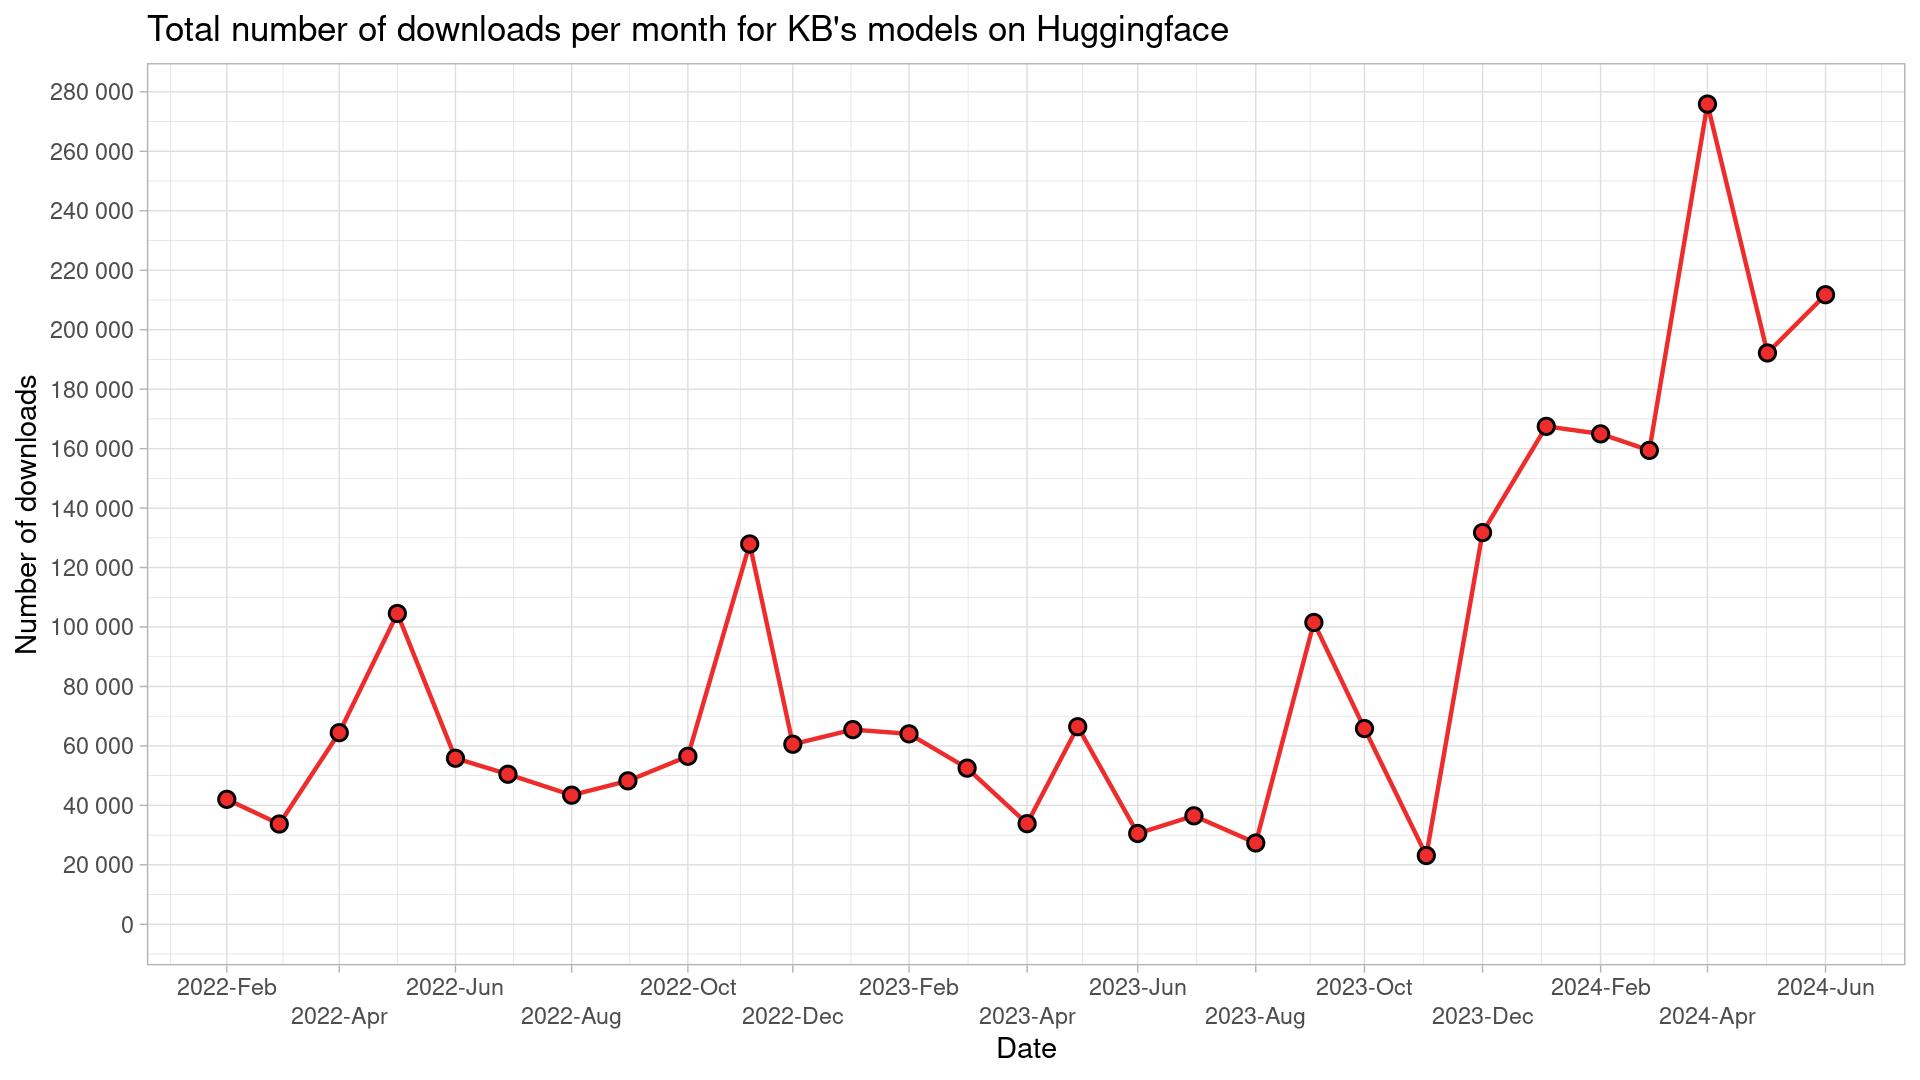 Total number of downloads per month for KB's models on Huggingface
Number of downloads
280 000
260 000
240 000
220 000
200 000
180 000
160 000
140 000
120 000
100 000
80 000
60 000
40 000
20 000
0
2022-Feb
2022-Apr
2022-Jun
2022-Aug
2022-Oct
2022-Dec
2023-Feb
2023-Apr
2023-Jun
2023-Aug
2023-Oct
2023-Dec
2024-Feb
2024-Apr
2024-Jun
Date